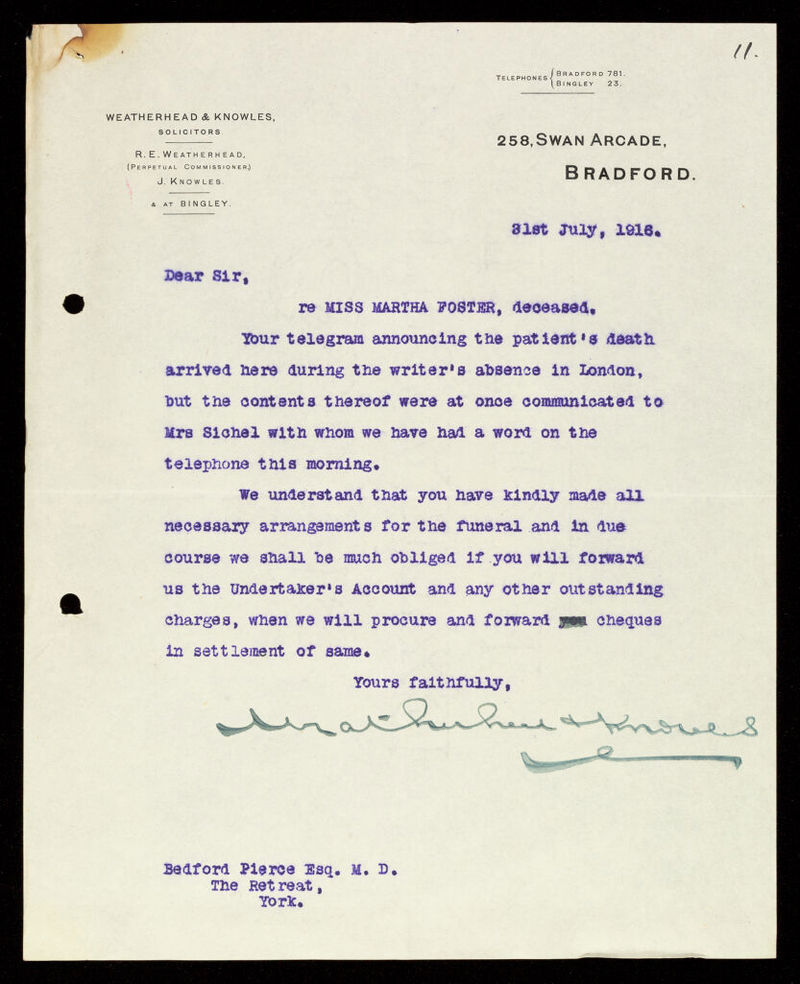 11.
TELEPHONES { BRADFORD 781.
BINGLEY 23.
WEATHERHEAD & KNOWLES,
SOLICITORS
R. E. WEATHERHEAD,
(PERPETUAL COMMISSIONER.)
J. KNOWLES.
& AT BINGLEY.
258, SWAN ARCADE,
BRADFORD.
31st July, 1916.
Dear Sir,
re MISS MARTHA FOSTER, deceased.
Your telegram announcing the patient's death
arrived here during the writer's absence in London,
but the contents thereof were at once communicated to
Mrs Sichel with whom we have had a word on the
telephone this morning.
We understand that you have kindly made all
necessary arrangements for the funeral and in due
course we shall be much obliged if you will forward
us the Undertaker's Account and any other outstanding
charges, when we will procure and forward you cheques
in settlement of same.
Yours faithfully,
Weatherhead & Knowles
Bedford Pierce Esq. M. D.
The Retreat,
York.